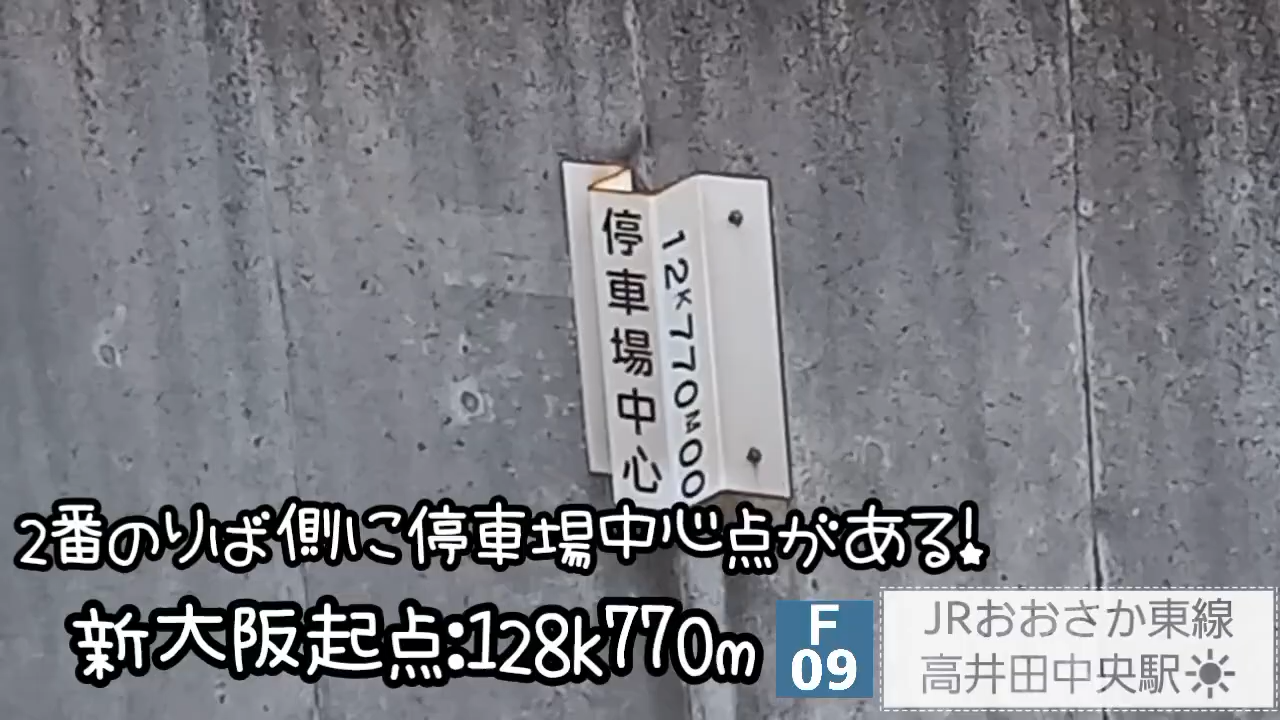 停車場中心
12K770M00
2番のりば側に停車場中心点がある!
新大阪起点:128k770m
F
09
JRおおさか東線
高井田中央駅☀